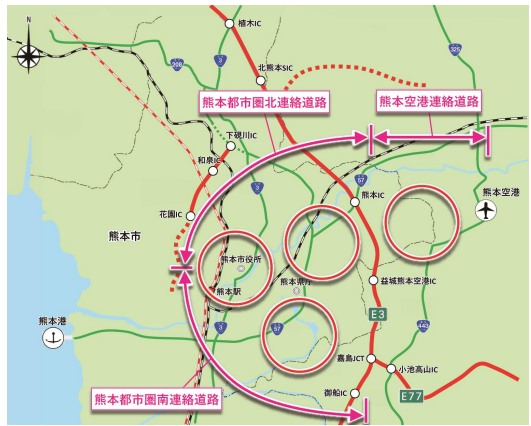 N
植木IC
3
325
北熊本SIC
208
熊本都市圏北連絡道路
熊本空港連絡道路
下硯川IC
和泉IC
57
3
熊本IC
熊本空港
花園IC
熊本市
熊本市役所
熊本県庁
益城熊本空港IC
熊本駅
熊本港
E3
3
57
443
嘉島JCT
小池高山IC
御船IC
E77
熊本都市圏南連絡道路